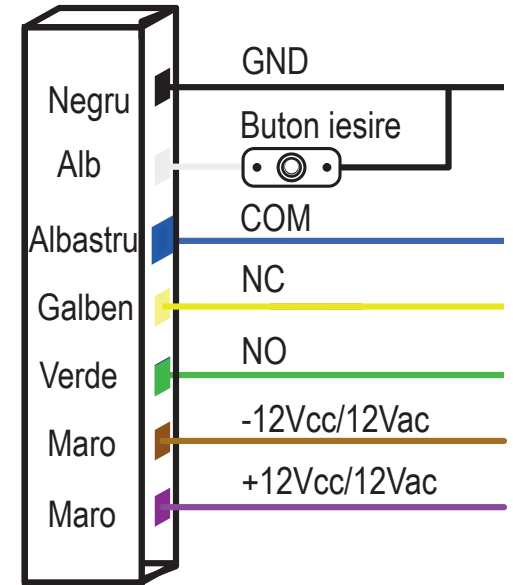 GND
Negru
Buton iesire
Alb
COM
Albastru
NC
Galben
NO
Verde
-12Vcc/12Vac
Maro
+12Vcc/12Vac
Maro